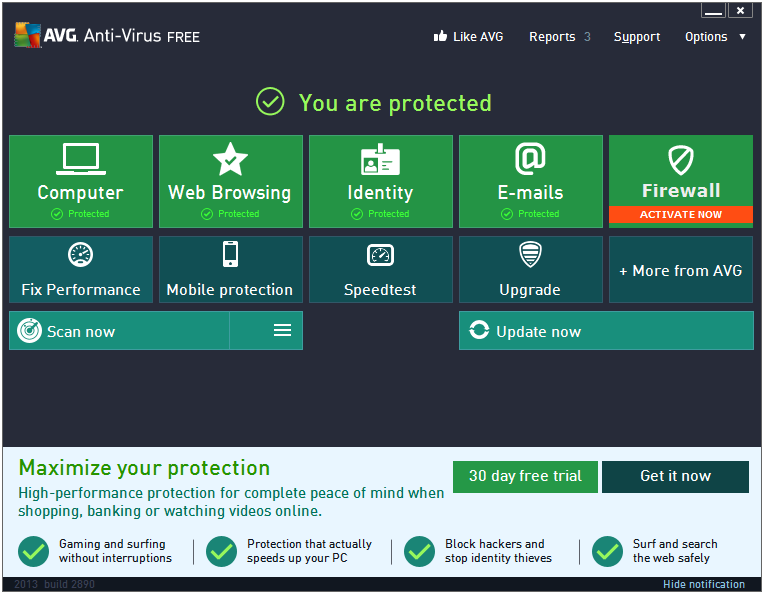 AVG. Anti-Virus FREE
Like AVG
Reports 3
Support
Options
You are protected
Computer
Protected
Web Browsing
Protected
Identity
Protected
E-mails
Protected
Firewall
ACTIVATE NOW
Fix Performance
Mobile protection
Speedtest
Upgrade
+ More from AVG
Scan now
Update now
Maximize your protection
High-performance protection for complete peace of mind when
shopping, banking or watching videos online.
30 day free trial
Get it now
Gaming and surfing
without interruptions
Protection that actually
speeds up your PC
Block hackers and
stop identity thieves
Surf and search
the web safely
2013 build 2890
Hide notification